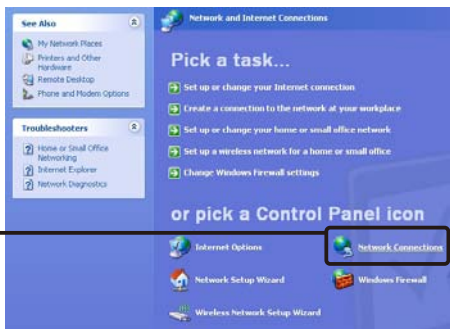 See Also
My Network Places
Printers and Other
Hardware
Remote Desktop
Phone and Modem Options
Troubleshooters
Home or Small Office
Networking
Internet Explorer
Network Diagnostics
Network and Internet Connections
Pick a task...
Set up or change your Internet connection
Create a connection to the network at your workplace
Set up or change your home or small office network
Set up a wireless network for a home or small office
Change Windows Firewall settings
or pick a Control Panel icon
Internet Options
Network Connections
Network Setup Wizard
Windows Firewall
Wireless Network Setup Wizard